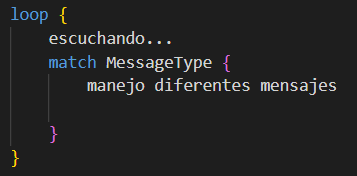 loop {
escuchando...
match MessageType {
manejo diferentes mensajes
}
}